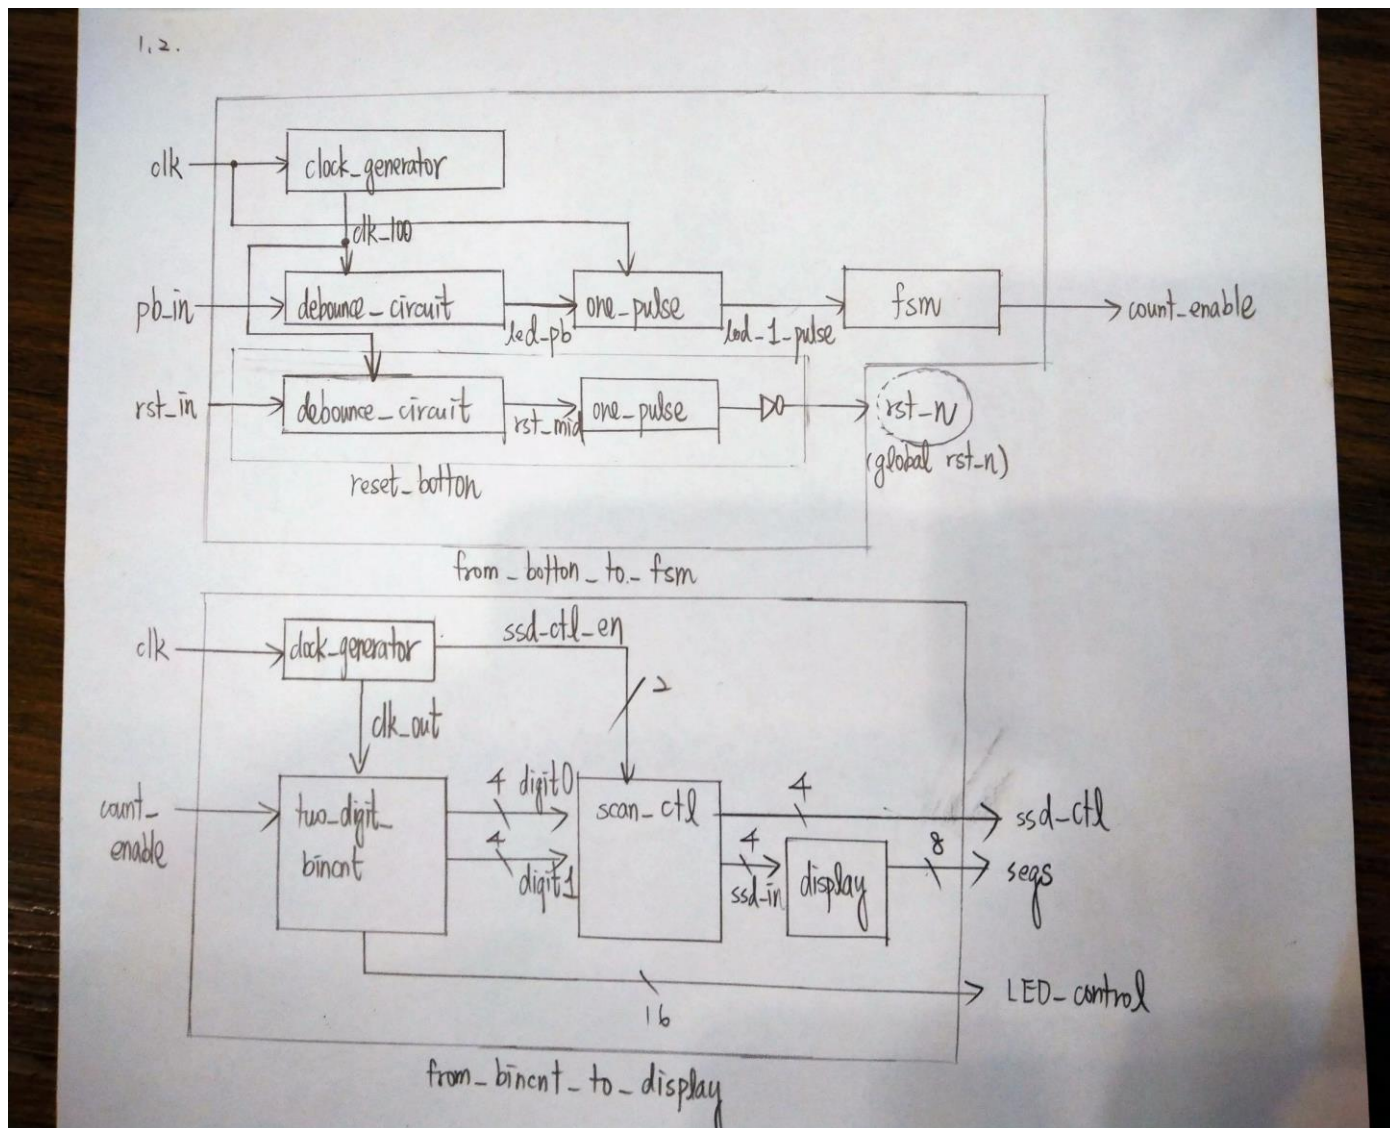 1.2.
clk
clock_generator
clk_100
pb_in
debounce_circuit
led_pb
one_pulse
led_1_pulse
fsm
count_enable
rst_in
debounce_circuit
rst_mid
one_pulse
rst_n
(global rst_n)
reset_botton
from_botton_to_fsm
clk
clock_generator
ssd_ctl_en
2
clk_out
count_
enable
two_digit_
bincnt
4 digit0
4
digit1
scan_ctl
4
ssd_ctl
4
ssd_in
display
8
segs
16
LED_control
from_bincnt_to_display